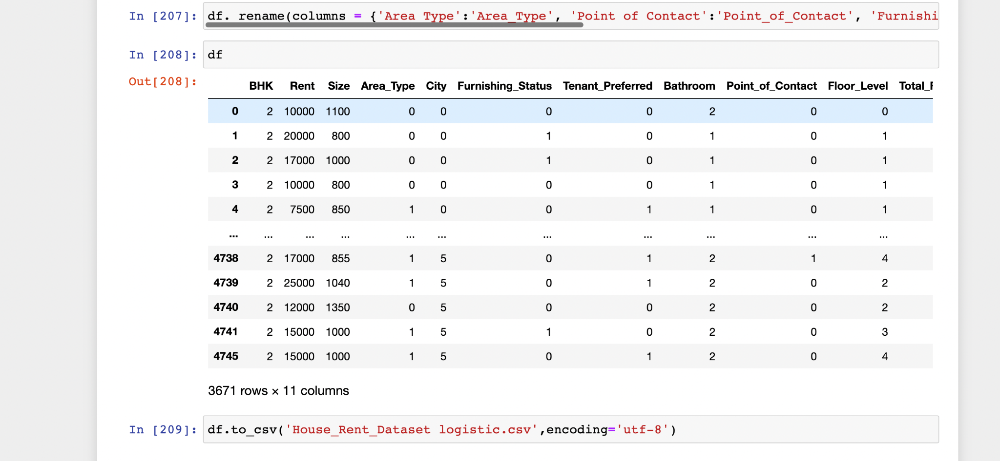 In [207]: df. rename(columns = {'Area Type':'Area_Type', 'Point of Contact':'Point_of_Contact', 'Furnishi
In [208]: df
Out[208]:
BHK Rent Size Area_Type City Furnishing_Status Tenant_Preferred Bathroom Point_of_Contact Floor_Level Total_F
0 2 10000 1100 0 0 0 0 2 0 0
1 2 20000 800 0 0 1 0 1 0 1
2 2 17000 1000 0 0 1 0 1 0 1
3 2 10000 800 0 0 0 0 1 0 1
4 2 7500 850 1 0 0 1 1 0 1
... ... ... ... ... ... ... ... ... ... ...
4738 2 17000 855 1 5 0 1 2 1 4
4739 2 25000 1040 1 5 0 1 2 0 2
4740 2 12000 1350 0 5 0 0 2 0 2
4741 2 15000 1000 1 5 1 0 2 0 3
4745 2 15000 1000 1 5 0 1 2 0 4
3671 rows × 11 columns
In [209]: df.to_csv('House_Rent_Dataset logistic.csv',encoding='utf-8')